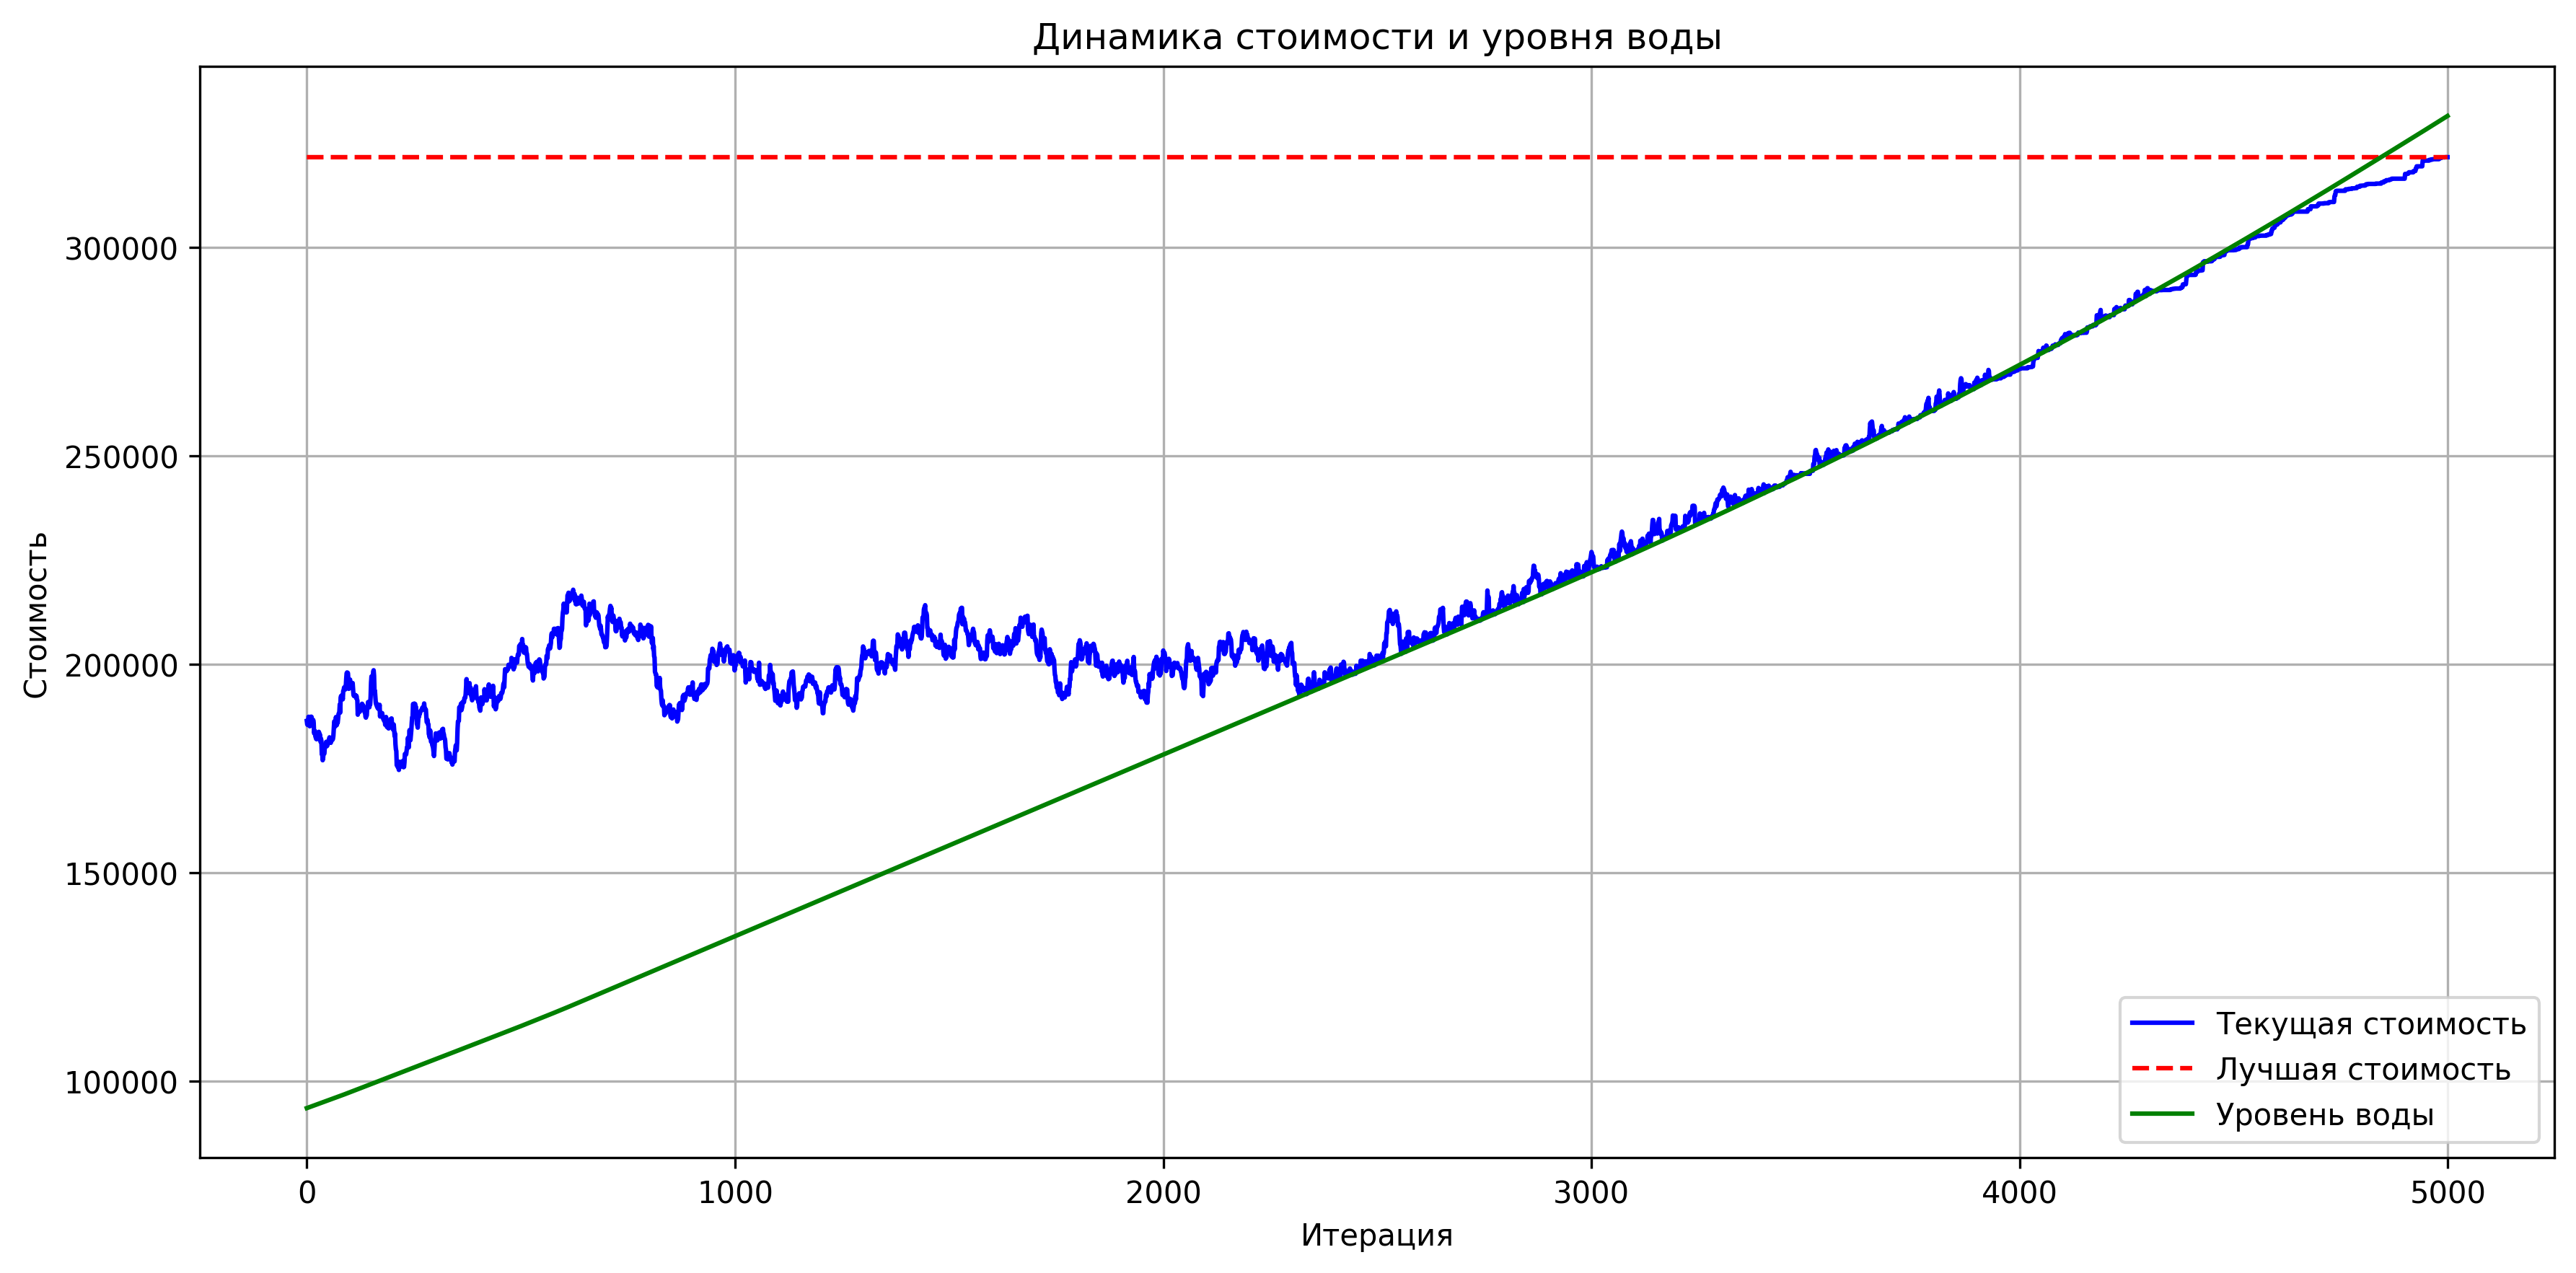 Динамика стоимости и уровня воды
Стоимость
300000
250000
200000
150000
100000
0 1000 2000 3000 4000 5000
Итерация
Текущая стоимость
Лучшая стоимость
Уровень воды